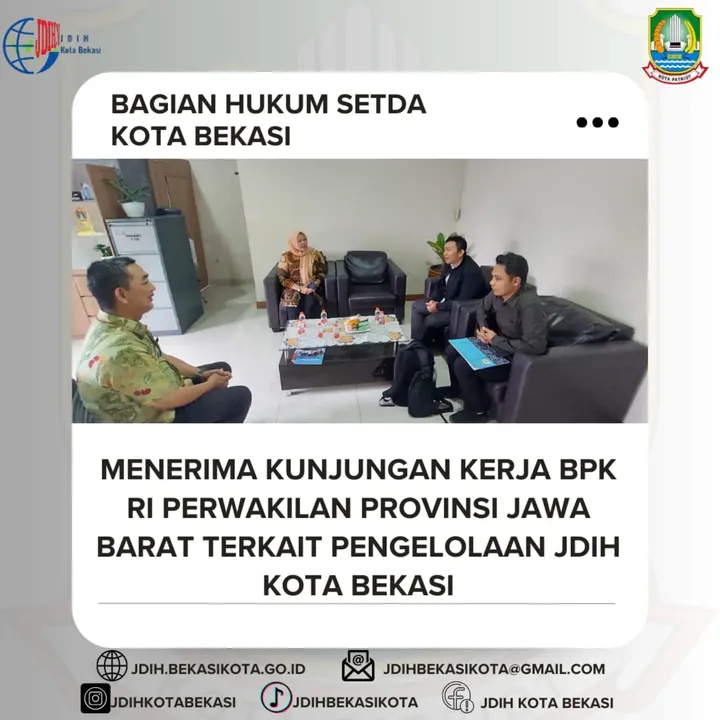 JDIH
J D I H
Kota Bekasi
KOTA PATRIOT
BAGIAN HUKUM SETDA
KOTA BEKASI
MENERIMA KUNJUNGAN KERJA BPK
RI PERWAKILAN PROVINSI JAWA
BARAT TERKAIT PENGELOLAAN JDIH
KOTA BEKASI
JDIH.BEKASIKOTA.GO.ID
JDIHBEKASIKOTA@GMAIL.COM
JDIHKOTABEKASI
JDIHBEKASIKOTA
JDIH KOTA BEKASI